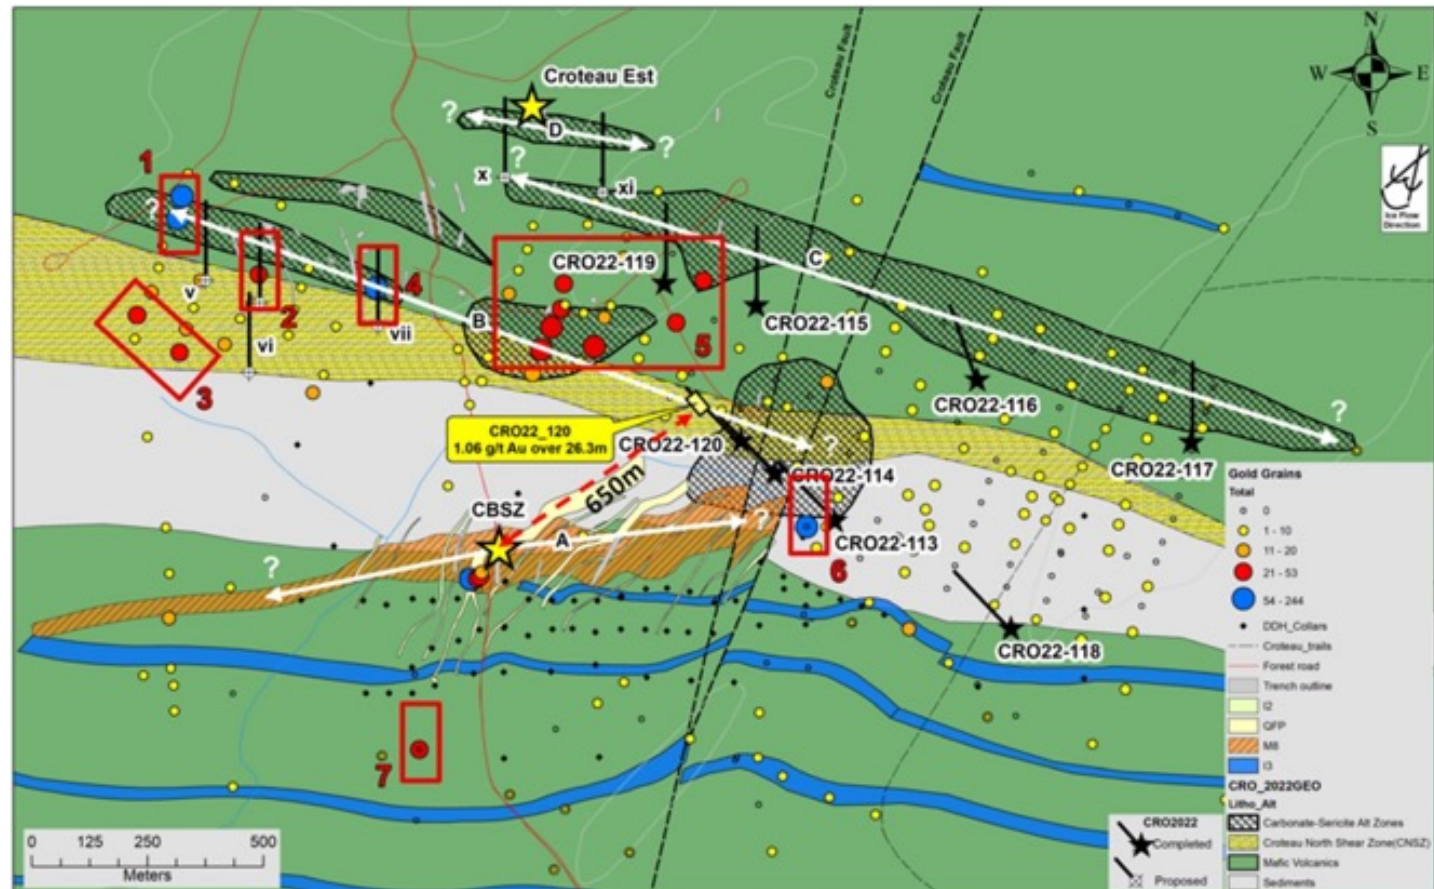 N
W E
S
Ice Flow
Direction
Croteau Fault
Croteau Fault
Croteau Est
?
D
?
1
x
?
xi
?
C
CRO22-119
4
v
2
B
CRO22-115
vii
5
vi
3
CRO22-116
?
CRO22_120
1.06 g/t Au over 26.3m
CRO22-120
?
CRO22-117
CRO22-114
650m
CBSZ
?
A
CRO22-113
?
6
CRO22-118
7
Gold Grains
Total
0
1 - 10
11 - 20
21 - 53
54 - 244
DDH_Collars
Croteau_trails
Forest road
Trench outline
I2
QFP
M8
I3
CRO_2022GEO
Litho_Alt
Carbonate-Sericite Alt Zones
Croteau North Shear Zone(CNSZ)
Mafic Volcanics
Sediments
CRO2022
Completed
Proposed
0 125 250 500
Meters